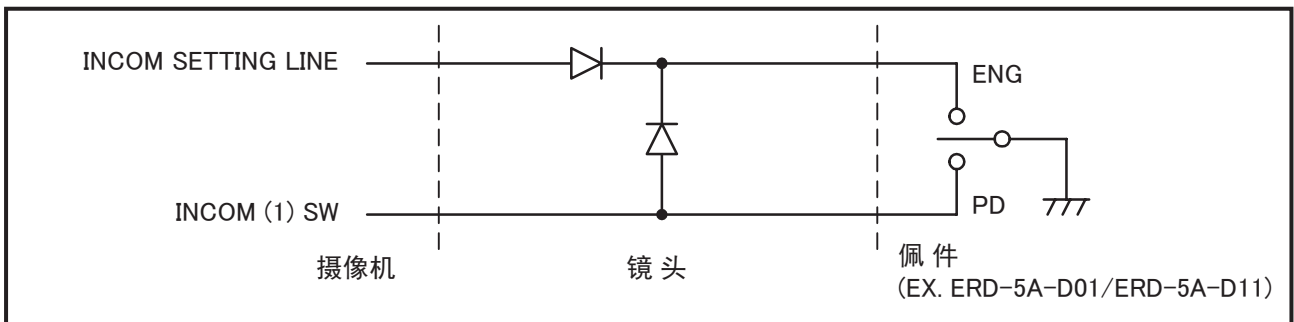 INCOM SETTING LINE
ENG
INCOM (1) SW
PD
摄像机
镜 头
佩 件
(EX. ERD-5A-D01/ERD-5A-D11)